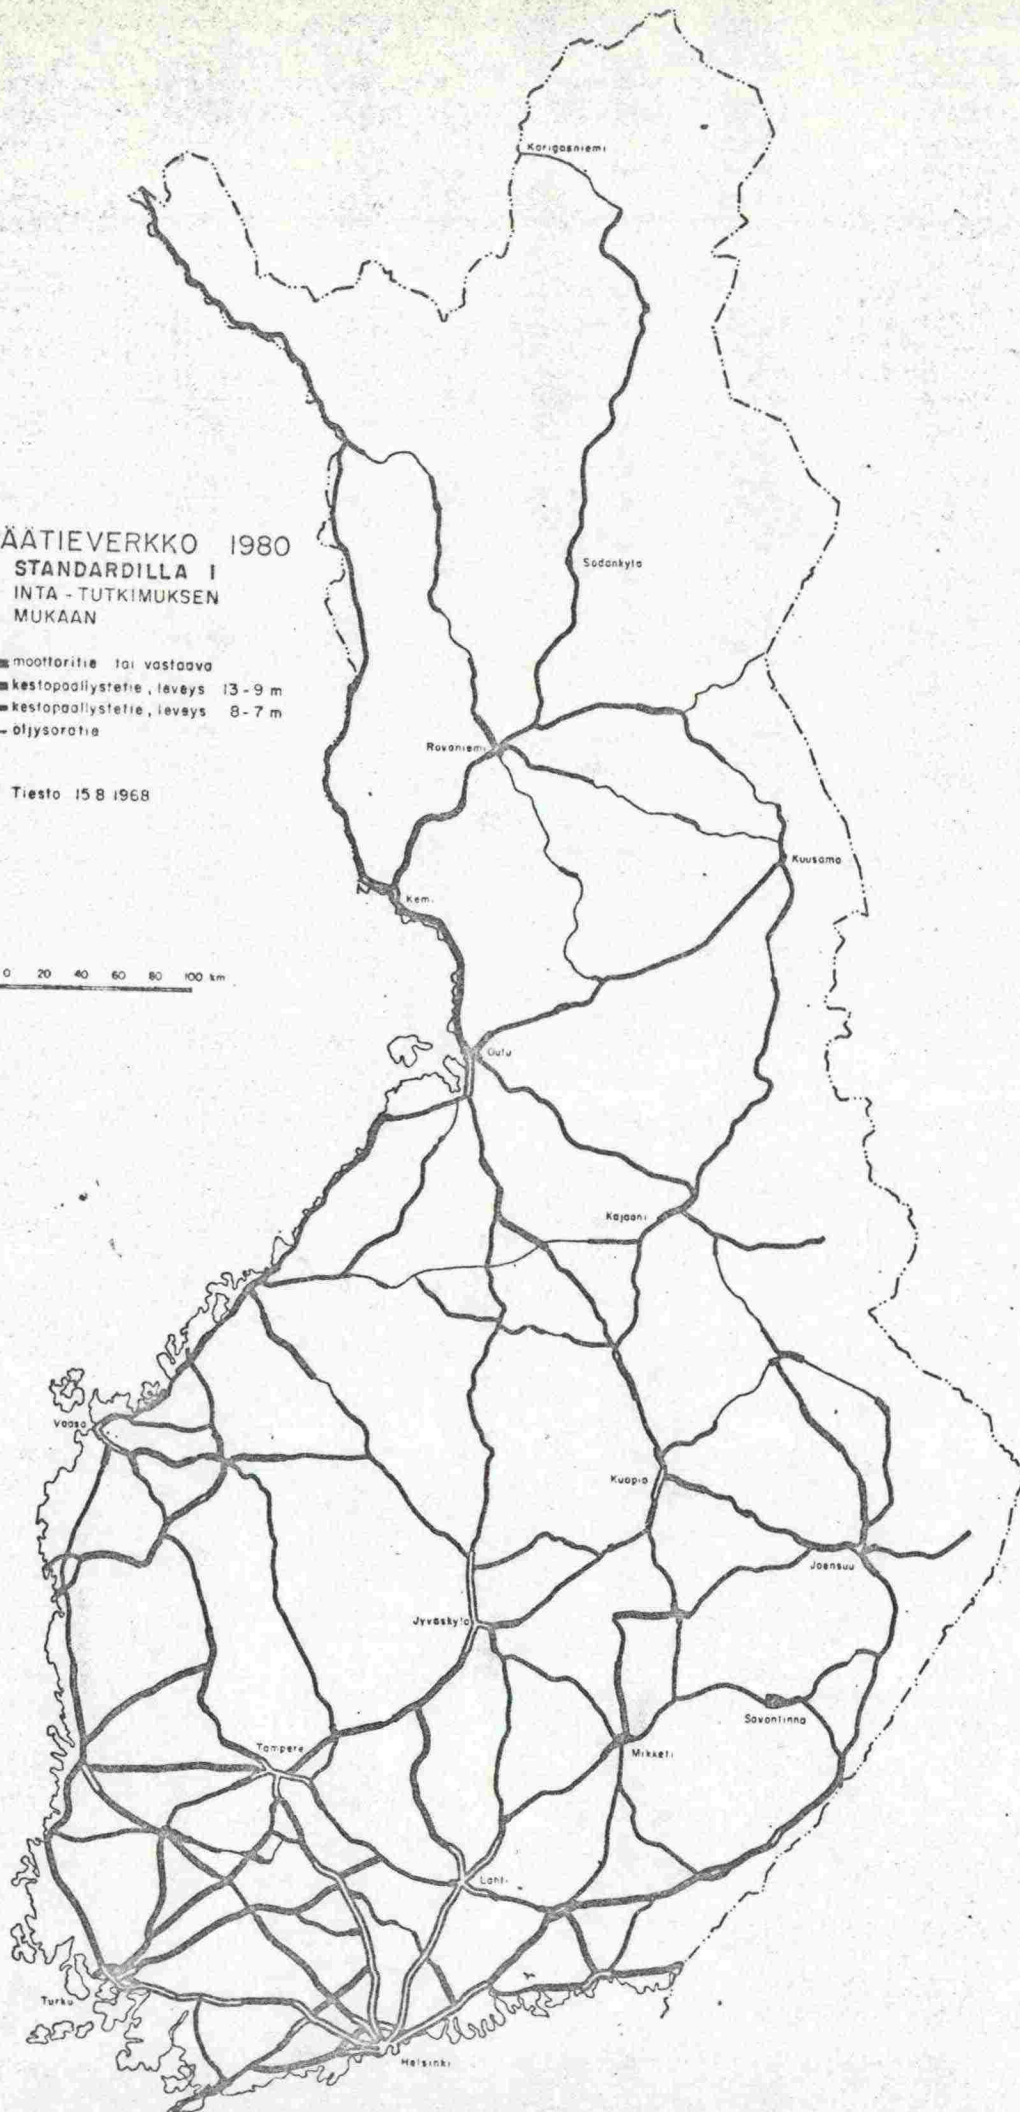 ÄÄTIEVERKKO 1980
STANDARDILLA I
INTA - TUTKIMUKSEN
MUKAAN
moottoritie tai vastaava
kestopäällystetie, leveys 13-9 m
kestopäällystetie, leveys 8-7 m
öljysoratie
Tiesto 15 8 1968
0 20 40 60 80 100 km
Karigasniemi
Sodankylä
Rovaniemi
Kuusamo
Kemi
Oulu
Kajaani
Vaasa
Kuopio
Joensuu
Jyväskylä
Savonlinna
Tampere
Mikkeli
Lahti
Turku
Helsinki